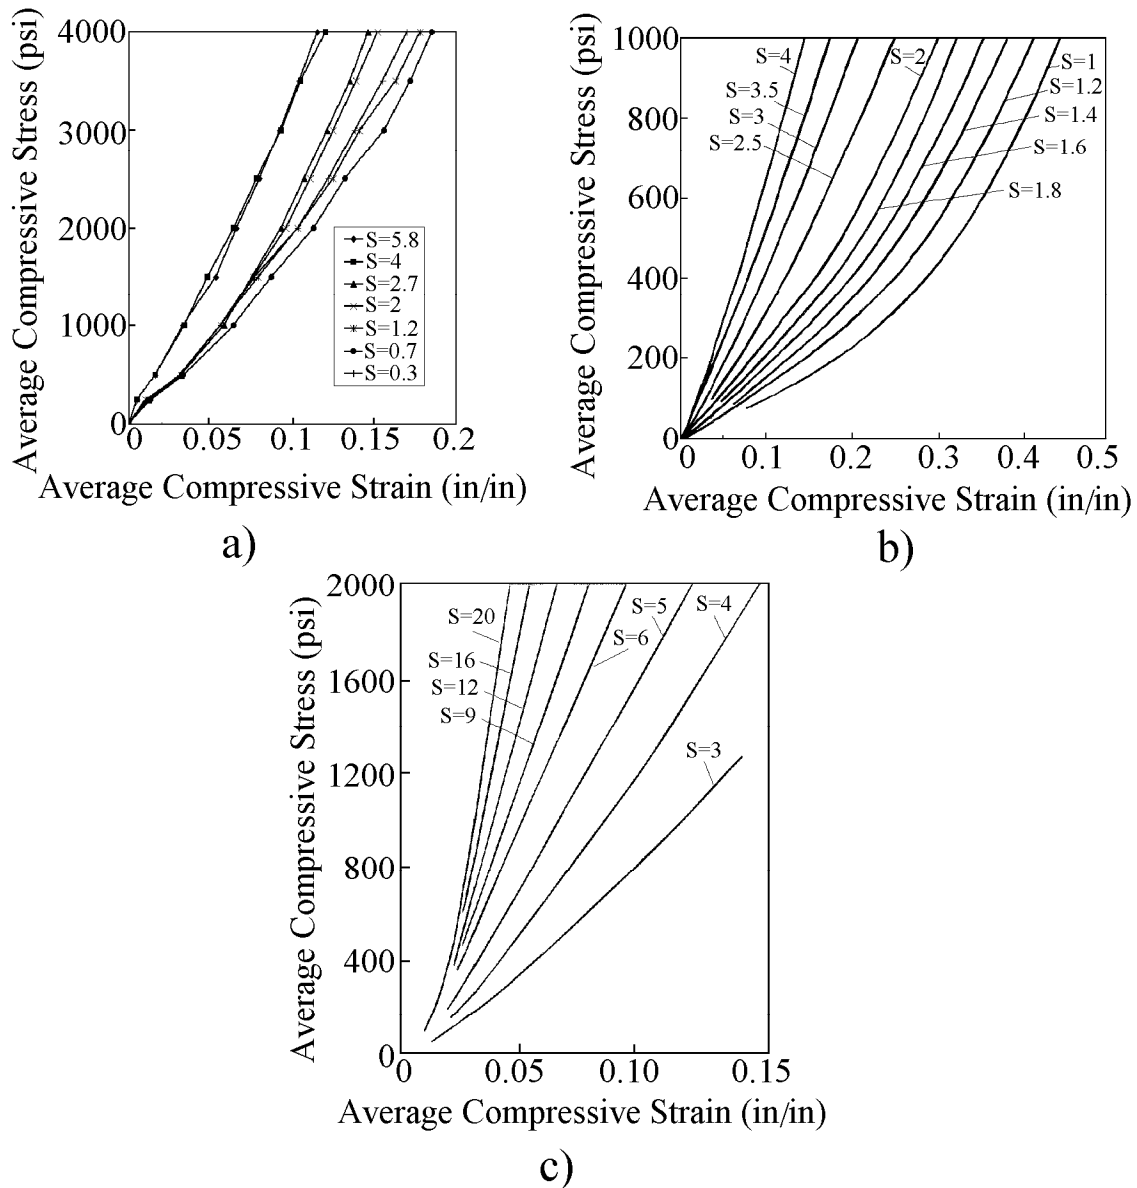 Average Compressive Stress (psi)
4000
3000
2000
1000
0
S=5.8
S=4
S=2.7
S=2
S=1.2
S=0.7
S=0.3
0 0.05 0.1 0.15 0.2
Average Compressive Strain (in/in)
a)
Average Compressive Stress (psi)
1000
800
600
400
200
0
S=4
S=3.5
S=3
S=2.5
S=2
S=1
S=1.2
S=1.4
S=1.6
S=1.8
0 0.1 0.2 0.3 0.4 0.5
Average Compressive Strain (in/in)
b)
Average Compressive Stress (psi)
2000
1600
1200
800
400
0
S=20
S=16
S=12
S=9
S=5
S=4
S=6
S=3
0 0.05 0.10 0.15
Average Compressive Strain (in/in)
c)